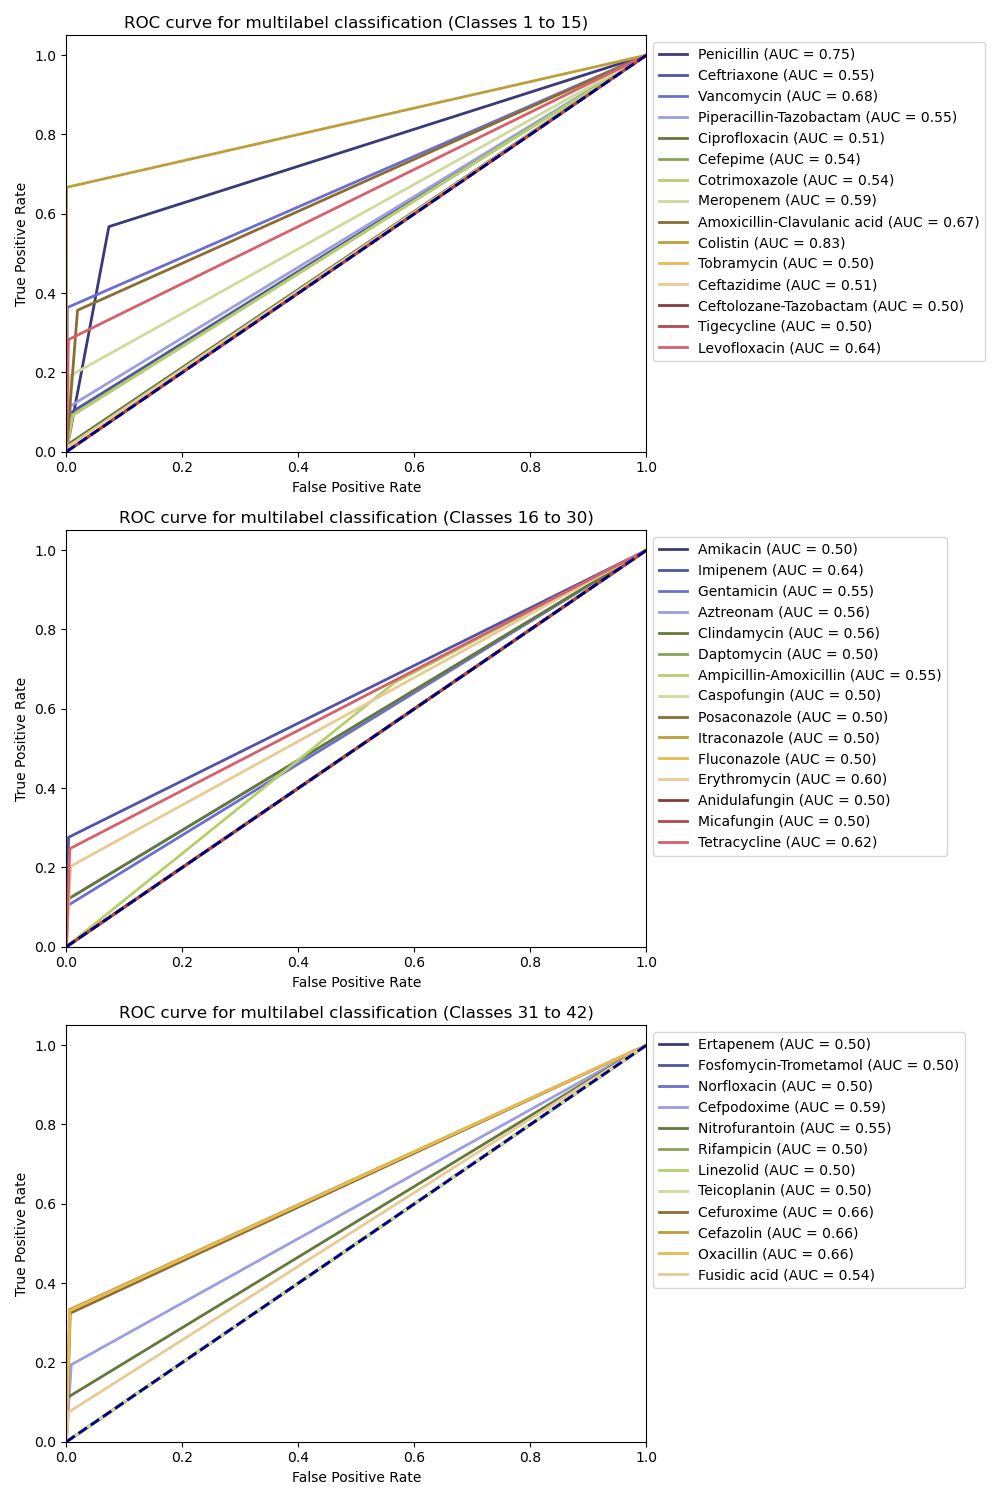 ROC curve for multilabel classification (Classes 1 to 15)
True Positive Rate
1.0
0.8
0.6
0.4
0.2
0.0
0.0 0.2 0.4 0.6 0.8 1.0
False Positive Rate
Penicillin (AUC = 0.75)
Ceftriaxone (AUC = 0.55)
Vancomycin (AUC = 0.68)
Piperacillin-Tazobactam (AUC = 0.55)
Ciprofloxacin (AUC = 0.51)
Cefepime (AUC = 0.54)
Cotrimoxazole (AUC = 0.54)
Meropenem (AUC = 0.59)
Amoxicillin-Clavulanic acid (AUC = 0.67)
Colistin (AUC = 0.83)
Tobramycin (AUC = 0.50)
Ceftazidime (AUC = 0.51)
Ceftolozane-Tazobactam (AUC = 0.50)
Tigecycline (AUC = 0.50)
Levofloxacin (AUC = 0.64)
ROC curve for multilabel classification (Classes 16 to 30)
True Positive Rate
1.0
0.8
0.6
0.4
0.2
0.0
0.0 0.2 0.4 0.6 0.8 1.0
False Positive Rate
Amikacin (AUC = 0.50)
Imipenem (AUC = 0.64)
Gentamicin (AUC = 0.55)
Aztreonam (AUC = 0.56)
Clindamycin (AUC = 0.56)
Daptomycin (AUC = 0.50)
Ampicillin-Amoxicillin (AUC = 0.55)
Caspofungin (AUC = 0.50)
Posaconazole (AUC = 0.50)
Itraconazole (AUC = 0.50)
Fluconazole (AUC = 0.50)
Erythromycin (AUC = 0.60)
Anidulafungin (AUC = 0.50)
Micafungin (AUC = 0.50)
Tetracycline (AUC = 0.62)
ROC curve for multilabel classification (Classes 31 to 42)
True Positive Rate
1.0
0.8
0.6
0.4
0.2
0.0
0.0 0.2 0.4 0.6 0.8 1.0
False Positive Rate
Ertapenem (AUC = 0.50)
Fosfomycin-Trometamol (AUC = 0.50)
Norfloxacin (AUC = 0.50)
Cefpodoxime (AUC = 0.59)
Nitrofurantoin (AUC = 0.55)
Rifampicin (AUC = 0.50)
Linezolid (AUC = 0.50)
Teicoplanin (AUC = 0.50)
Cefuroxime (AUC = 0.66)
Cefazolin (AUC = 0.66)
Oxacillin (AUC = 0.66)
Fusidic acid (AUC = 0.54)